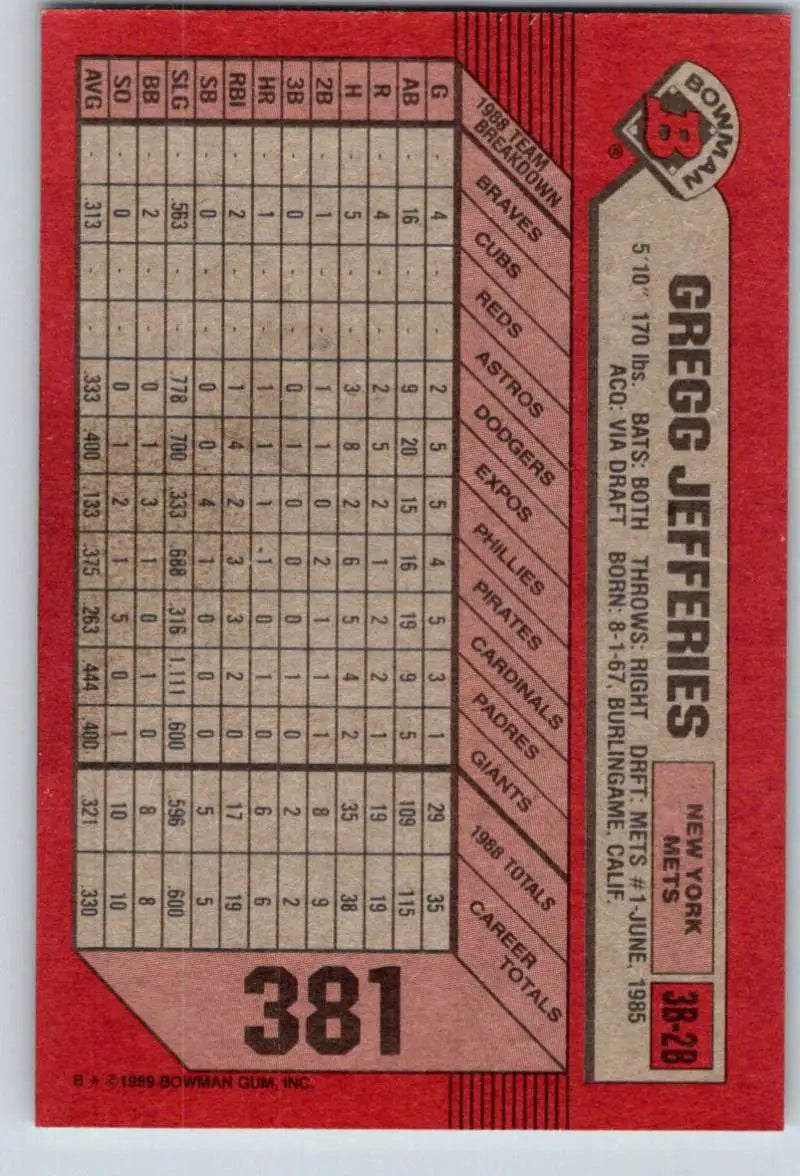 BOWMAN
B
®
GREGG JEFFERIES
NEW YORK
METS
3B-2B
5'10" 170 lbs. BATS: BOTH THROWS: RIGHT DRFT: METS #1-JUNE, 1985
ACQ: VIA DRAFT BORN: 8-1-67, BURLINGAME, CALIF.
1988 TEAM BREAKDOWN BRAVES CUBS REDS ASTROS DODGERS EXPOS PHILLIES PIRATES CARDINALS PADRES GIANTS 1988 TOTALS CAREER TOTALS
G - 4 - - 2 5 5 4 5 3 1 29 35
AB - 16 - - 9 20 15 16 19 9 5 109 115
R - 4 - - 2 5 2 1 2 2 1 19 19
H - 5 - - 3 8 2 6 5 4 2 35 38
2B - 1 - - 1 1 0 2 1 1 1 8 9
3B - 0 - - 0 1 0 0 0 1 0 2 2
HR - 1 - - 1 1 1 1 0 1 0 6 6
RBI - 2 - - 1 4 2 3 3 2 0 17 19
SB - 0 - - 0 0 4 1 0 0 0 5 5
SLG - .563 - - .778 .700 .333 .688 .316 1.111 .600 .596 .600
BB - 2 - - 0 1 3 1 0 1 0 8 8
SO - 0 - - 0 1 2 1 5 0 1 10 10
AVG - .313 - - .333 .400 .133 .375 .263 .444 .400 .321 .330
381
B * ©1989 BOWMAN GUM, INC.